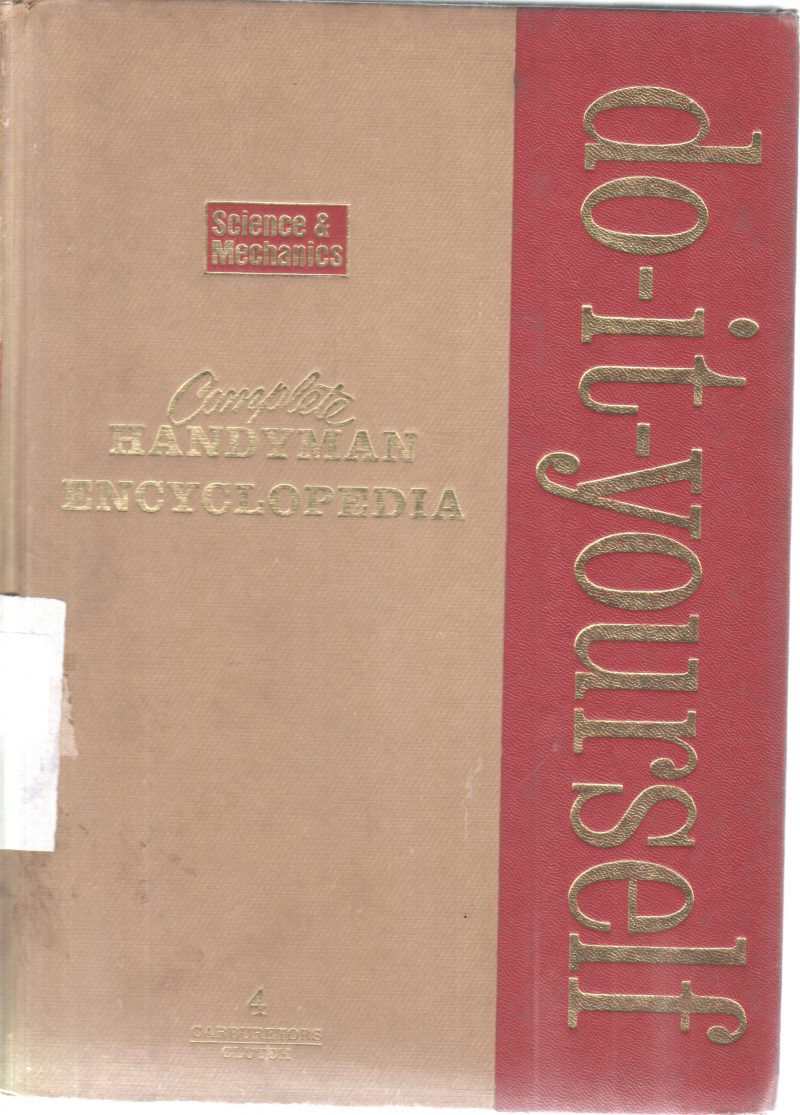 Science &
Mechanics
Complete
HANDYMAN
ENCYCLOPEDIA
4
CARBURETORS
CLUTCH
do-it-yourself